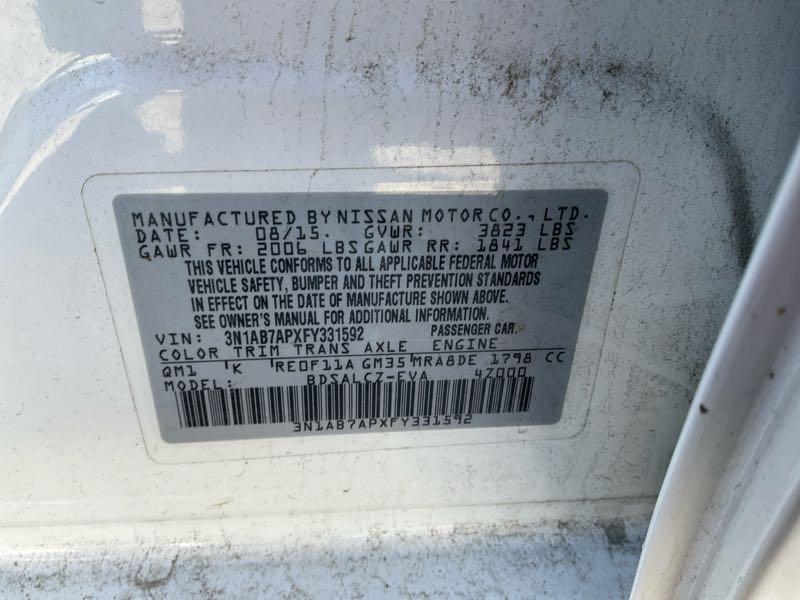 MANUFACTURED BY NISSAN MOTOR CO., LTD.
DATE: 08/15. GVWR: 3823 LBS
GAWR FR: 2006 LBS GAWR RR: 1841 LBS
THIS VEHICLE CONFORMS TO ALL APPLICABLE FEDERAL MOTOR
VEHICLE SAFETY, BUMPER AND THEFT PREVENTION STANDARDS
IN EFFECT ON THE DATE OF MANUFACTURE SHOWN ABOVE.
SEE OWNER'S MANUAL FOR ADDITIONAL INFORMATION.
VIN: 3N1AB7APXFY331592 PASSENGER CAR.
COLOR TRIM TRANS AXLE ENGINE
QM1 'K RE0F11A GM35 MRA8DE 1798 CC
MODEL: BDSALCZ-EVA 4Z000
3N1AB7APXFY331592